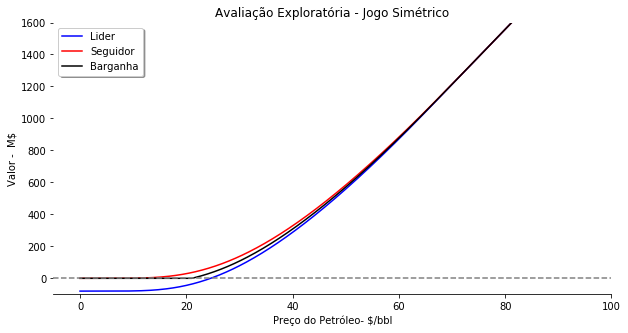 Avaliação Exploratória - Jogo Simétrico
Lider
Seguidor
Barganha
1600
1400
1200
1000
800
600
400
200
0
Valor - M$
0 20 40 60 80 100
Preço do Petróleo- $/bbl